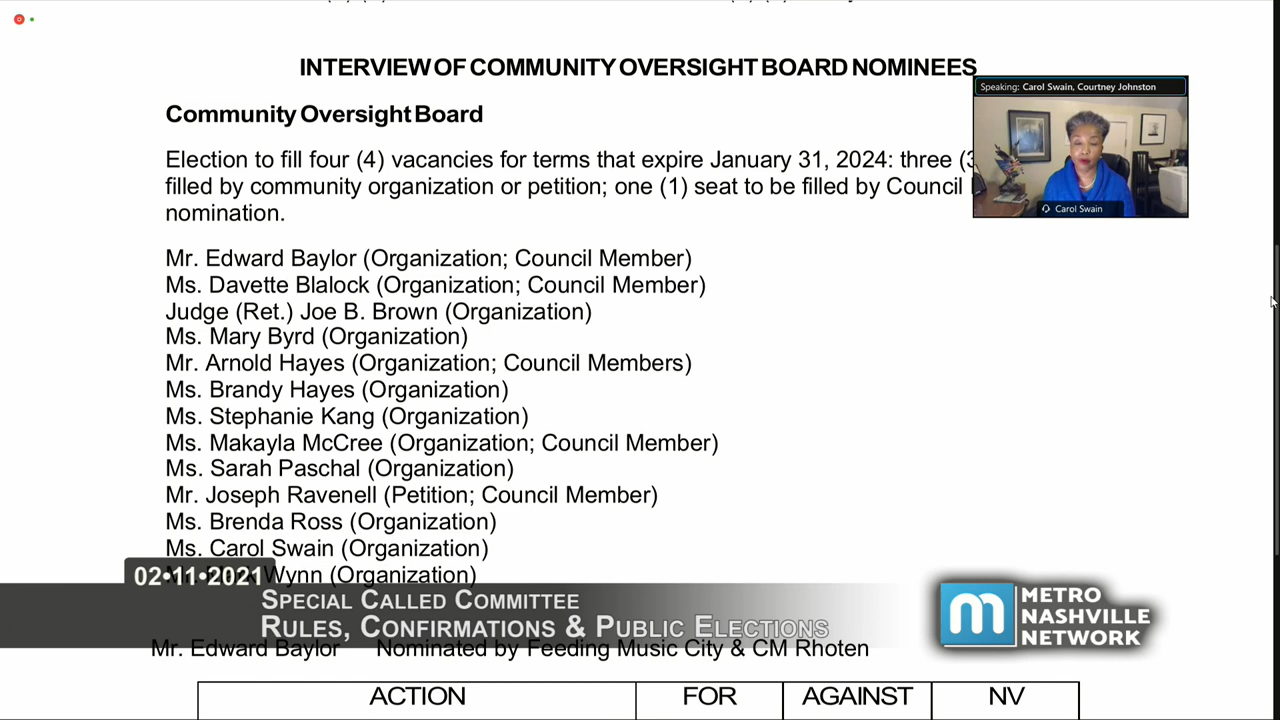 INTERVIEW OF COMMUNITY OVERSIGHT BOARD NOMINEES
Speaking: Carol Swain, Courtney Johnston
Carol Swain
Community Oversight Board
Election to fill four (4) vacancies for terms that expire January 31, 2024: three (3
filled by community organization or petition; one (1) seat to be filled by Council
nomination.
Mr. Edward Baylor (Organization; Council Member)
Ms. Davette Blalock (Organization; Council Member)
Judge (Ret.) Joe B. Brown (Organization)
Ms. Mary Byrd (Organization)
Mr. Arnold Hayes (Organization; Council Members)
Ms. Brandy Hayes (Organization)
Ms. Stephanie Kang (Organization)
Ms. Makayla McCree (Organization; Council Member)
Ms. Sarah Paschal (Organization)
Mr. Joseph Ravenell (Petition; Council Member)
Ms. Brenda Ross (Organization)
Ms. Carol Swain (Organization)
Wynn (Organization)
02•11•2021
Special Called Committee
Rules, Confirmations & Public Elections
m METRO
NASHVILLE
NETWORK
Mr. Edward Baylor Nominated by Feeding Music City & CM Rhoten
ACTION FOR AGAINST NV